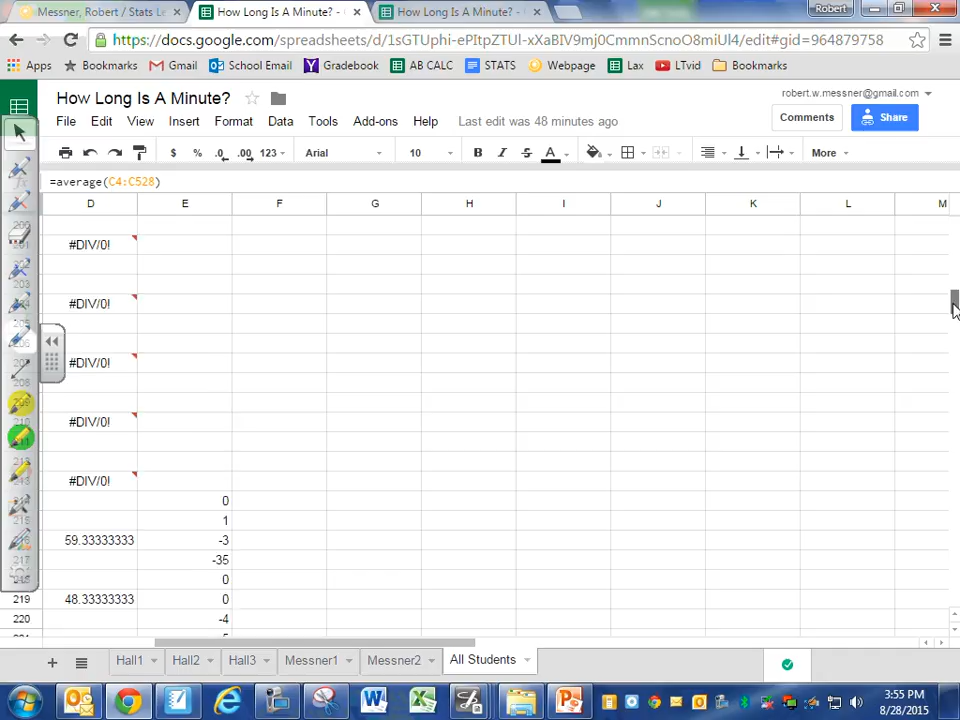 Messner, Robert / Stats Le
How Long Is A Minute? -
How Long Is A Minute? -
Robert
https://docs.google.com/spreadsheets/d/1sGTUphi-ePItpZTUl-xXaBIV9mj0CmmnScnoO8miUl4/edit#gid=964879758
Apps Bookmarks Gmail School Email Gradebook AB CALC STATS Webpage Lax LTvid Bookmarks
How Long Is A Minute?
robert.w.messner@gmail.com
File Edit View Insert Format Data Tools Add-ons Help Last edit was 48 minutes ago
Comments Share
$ % .0 .00 123 Arial 10 B I S A More
=average(C4:C528)
D E F G H I J K L M
#DIV/0!
#DIV/0!
#DIV/0!
#DIV/0!
#DIV/0!
0
1
59.33333333 -3
-35
0
219 48.33333333 0
220 -4
Hall1 Hall2 Hall3 Messner1 Messner2 All Students
3:55 PM
8/28/2015